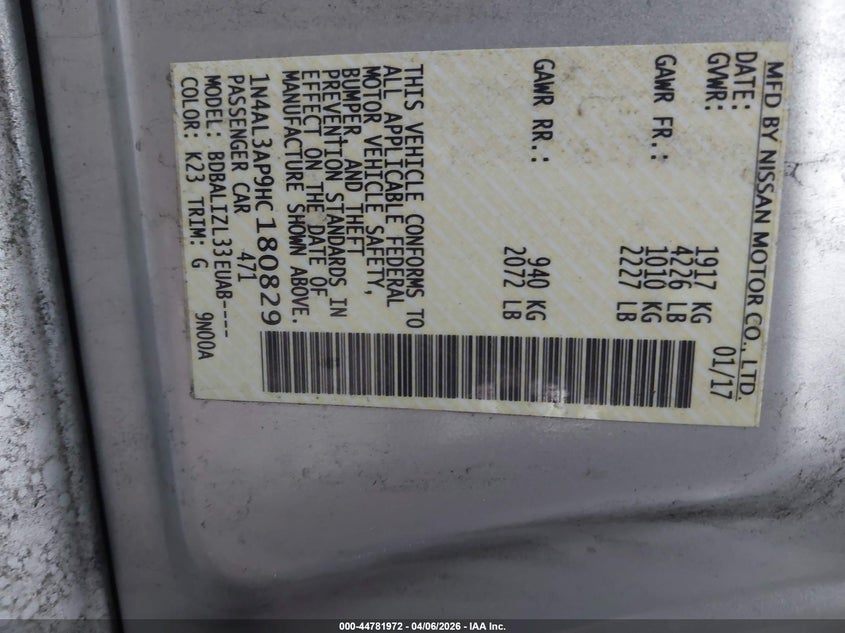 MFD BY NISSAN MOTOR CO., LTD.
DATE: 01/17
GVWR: 1917 KG
4226 LB
GAWR FR.: 1010 KG
2227 LB
GAWR RR.: 940 KG
2072 LB
THIS VEHICLE CONFORMS TO
ALL APPLICABLE FEDERAL
MOTOR VEHICLE SAFETY,
BUMPER, AND THEFT
PREVENTION STANDARDS IN
EFFECT ON THE DATE OF
MANUFACTURE SHOWN ABOVE.
1N4AL3AP9HC180829
PASSENGER CAR 471
MODEL: BDBALIZL33EUAB----
COLOR: K23 TRIM: G 9N00A
000-44781972 - 04/06/2026 - IAA Inc.